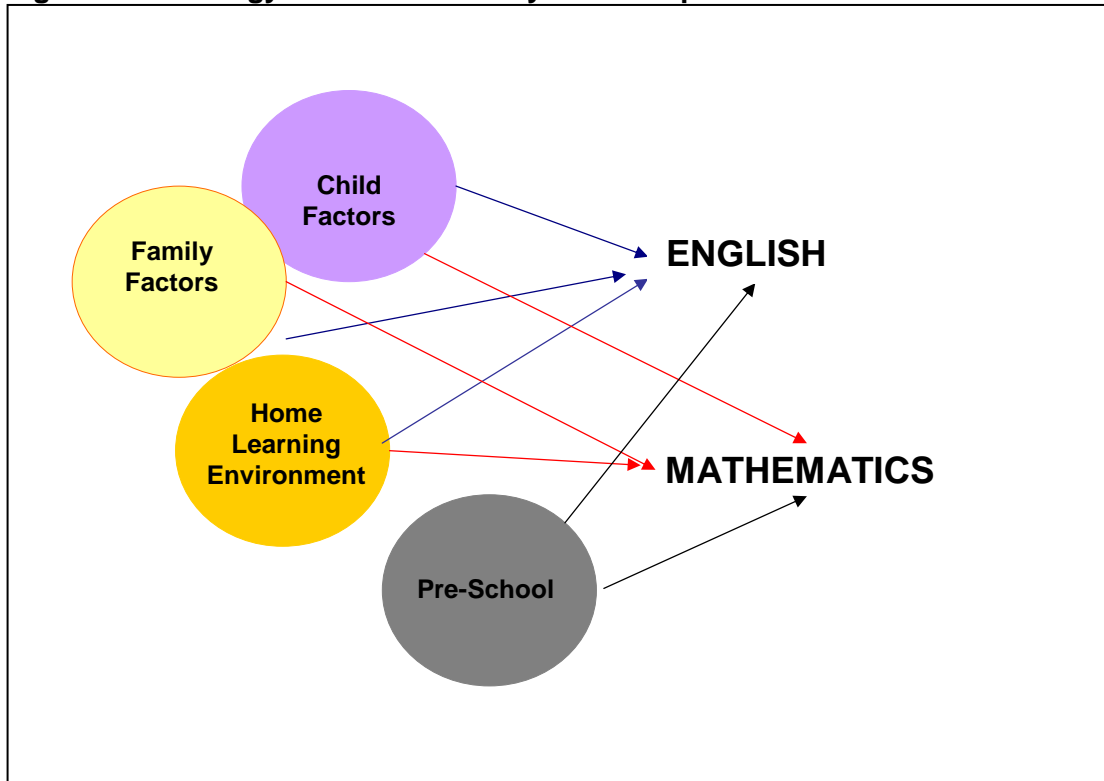 Child
Factors
Family
Factors
ENGLISH
Home
Learning
Environment
MATHEMATICS
Pre-School